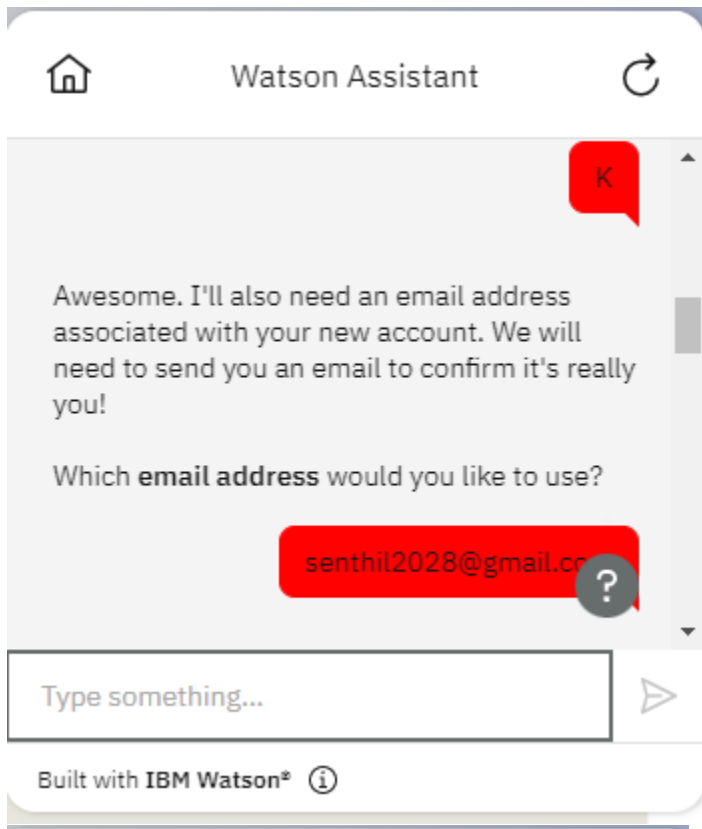 Watson Assistant
K
Awesome. I'll also need an email address
associated with your new account. We will
need to send you an email to confirm it's really
you!
Which email address would you like to use?
senthil2028@gmail.c
?
Type something...
Built with IBM Watson®